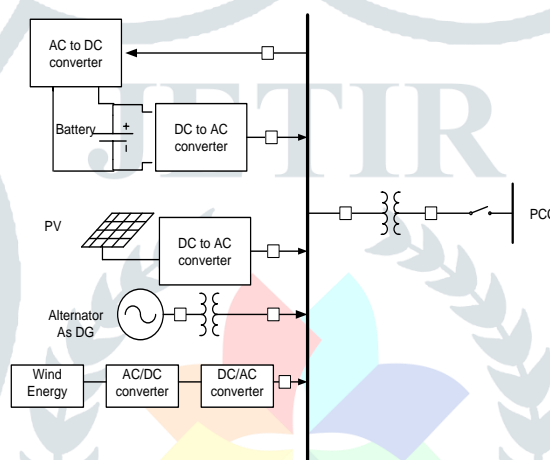 AC to DC
converter
JETIR
Battery
+
DC to AC
converter
PV
DC to AC
converter
PCC
Alternator
As DG
Wind
Energy
AC/DC
converter
DC/AC
converter